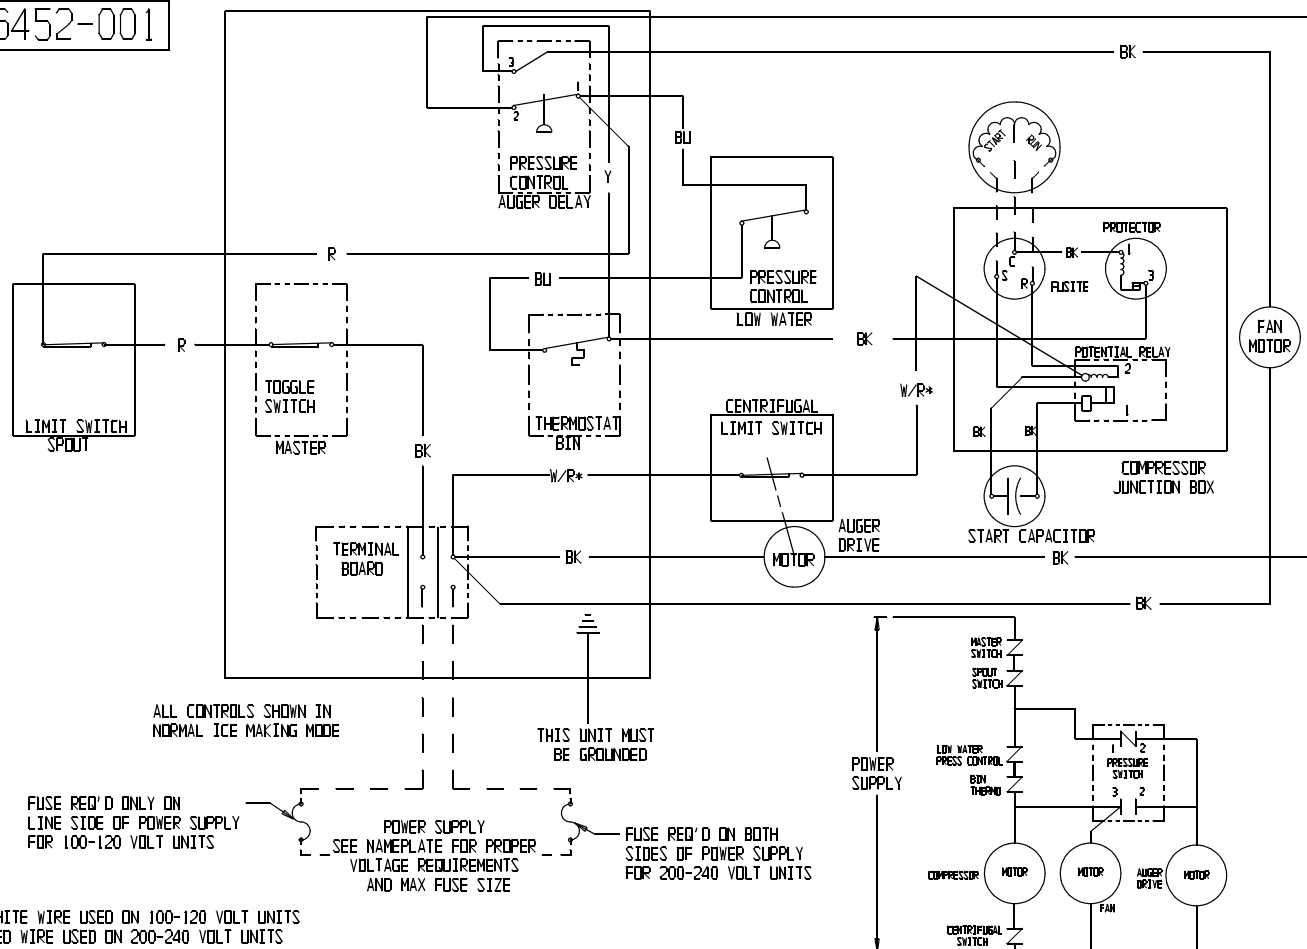 6452-001
3
1
2
PRESSURE
CONTROL
AUGER DELAY
BK
BU
Y
START
RUN
R
BU
PRESSURE
CONTROL
LOW WATER
PROTECTOR
BK
1
C
S
R
3
FUSITE
FAN
MOTOR
R
TOGGLE
SWITCH
MASTER
LIMIT SWITCH
SPOUT
BK
THERMOSTAT
BIN
BK
W/R*
CENTRIFUGAL
LIMIT SWITCH
POTENTIAL RELAY
2
1
BK
BK
COMPRESSOR
JUNCTION BOX
W/R*
START CAPACITOR
TERMINAL
BOARD
BK
MOTOR
AUGER
DRIVE
BK
BK
ALL CONTROLS SHOWN IN
NORMAL ICE MAKING MODE
THIS UNIT MUST
BE GROUNDED
FUSE REQ'D ONLY ON
LINE SIDE OF POWER SUPPLY
FOR 100-120 VOLT UNITS
POWER SUPPLY
SEE NAMEPLATE FOR PROPER
VOLTAGE REQUIREMENTS
AND MAX FUSE SIZE
FUSE REQ'D ON BOTH
SIDES OF POWER SUPPLY
FOR 200-240 VOLT UNITS
HITE WIRE USED ON 100-120 VOLT UNITS
ED WIRE USED ON 200-240 VOLT UNITS
POWER
SUPPLY
MASTER
SWITCH
SPOUT
SWITCH
LOW WATER
PRESS CONTROL
BIN
THERMO
1
2
PRESSURE
SWITCH
3 2
COMPRESSOR
MOTOR
MOTOR
FAN
AUGER
DRIVE
MOTOR
CENTRIFUGAL
SWITCH